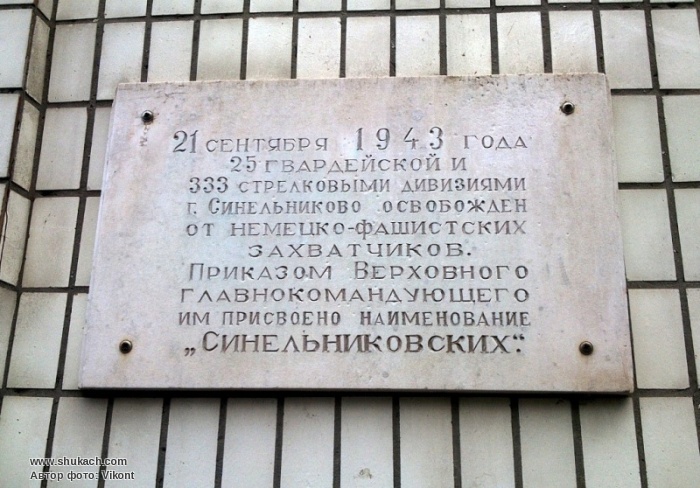 21 СЕНТЯБРЯ 1943 ГОДА
25 ГВАРДЕЙСКОЙ И
333 СТРЕЛКОВЫМИ ДИВИЗИЯМИ
Г. СИНЕЛЬНИКОВО ОСВОБОЖДЕН
ОТ НЕМЕЦКО-ФАШИСТСКИХ
ЗАХВАТЧИКОВ.
ПРИКАЗОМ ВЕРХОВНОГО
ГЛАВНОКОМАНДУЮЩЕГО
ИМ ПРИСВОЕНО НАИМЕНОВАНИЕ
„СИНЕЛЬНИКОВСКИХ“.
www.shukach.com
Автор фото: Vikont